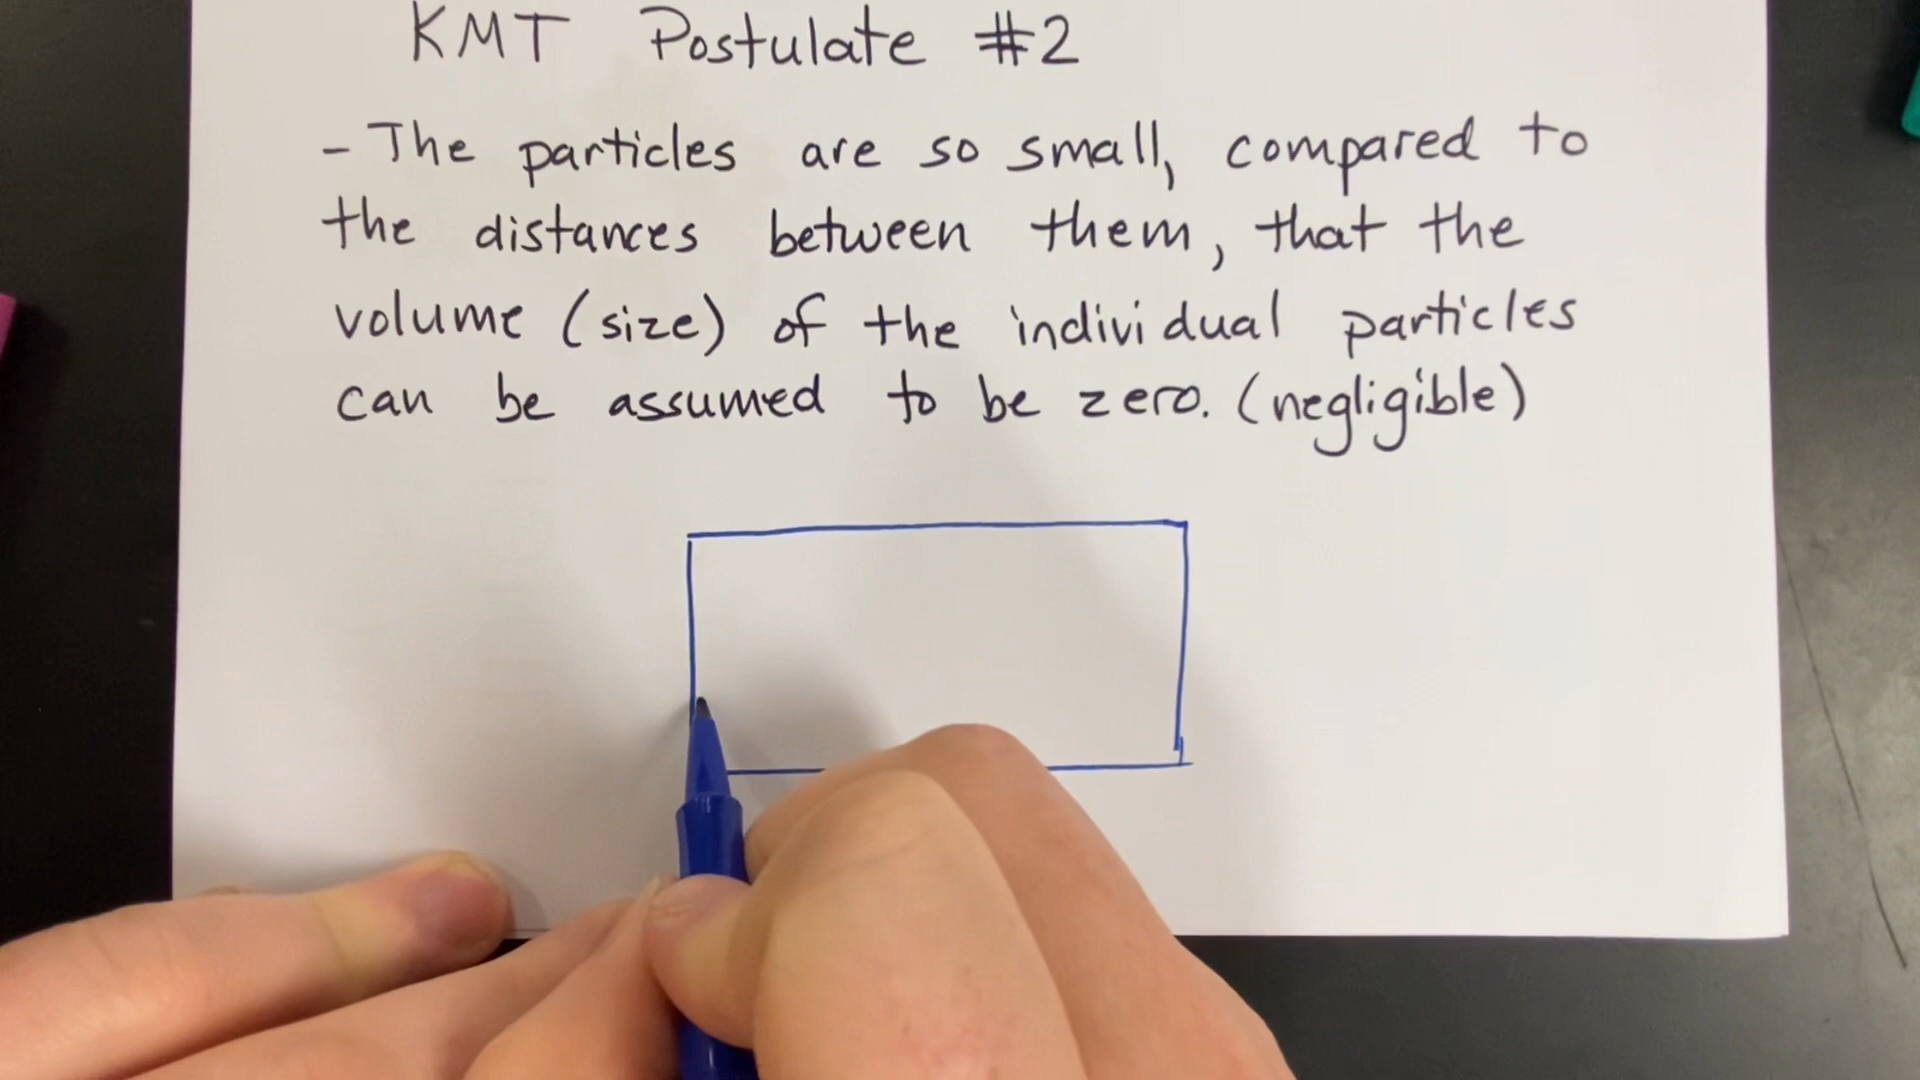 KMT Postulate #2
- The particles are so small, compared to
the distances between them, that the
volume (size) of the individual particles
can be assumed to be zero. (negligible)